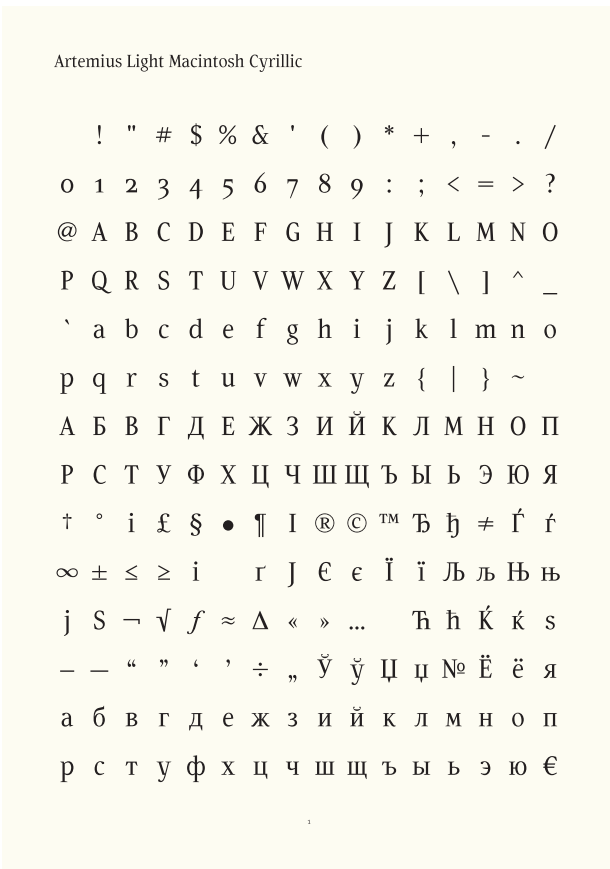 Artemius Light Macintosh Cyrillic
! " # $ % & ' ( ) * + , - . /
0 1 2 3 4 5 6 7 8 9 : ; < = > ?
@ A B C D E F G H I J K L M N O
P Q R S T U V W X Y Z [ \ ] ^ _
` a b c d e f g h i j k l m n o
p q r s t u v w x y z { | } ~
А Б В Г Д Е Ж З И Й К Л М Н О П
Р С Т У Ф Х Ц Ч Ш Щ Ъ Ы Ь Э Ю Я
† ° і £ § • ¶ І ® © ™ Ђ ђ ≠ Ѓ ѓ
∞ ± ≤ ≥ і ґ Ј Є є Ї ї Љ љ Њ њ
ј Ѕ ¬ √ ƒ ≈ ∆ « » … Ћ ћ Ќ ќ ѕ
– — “ ” ‘ ’ ÷ „ Ў ў Џ џ № Ё ё я
а б в г д е ж з и й к л м н о п
р с т у ф х ц ч ш щ ъ ы ь э ю €
1